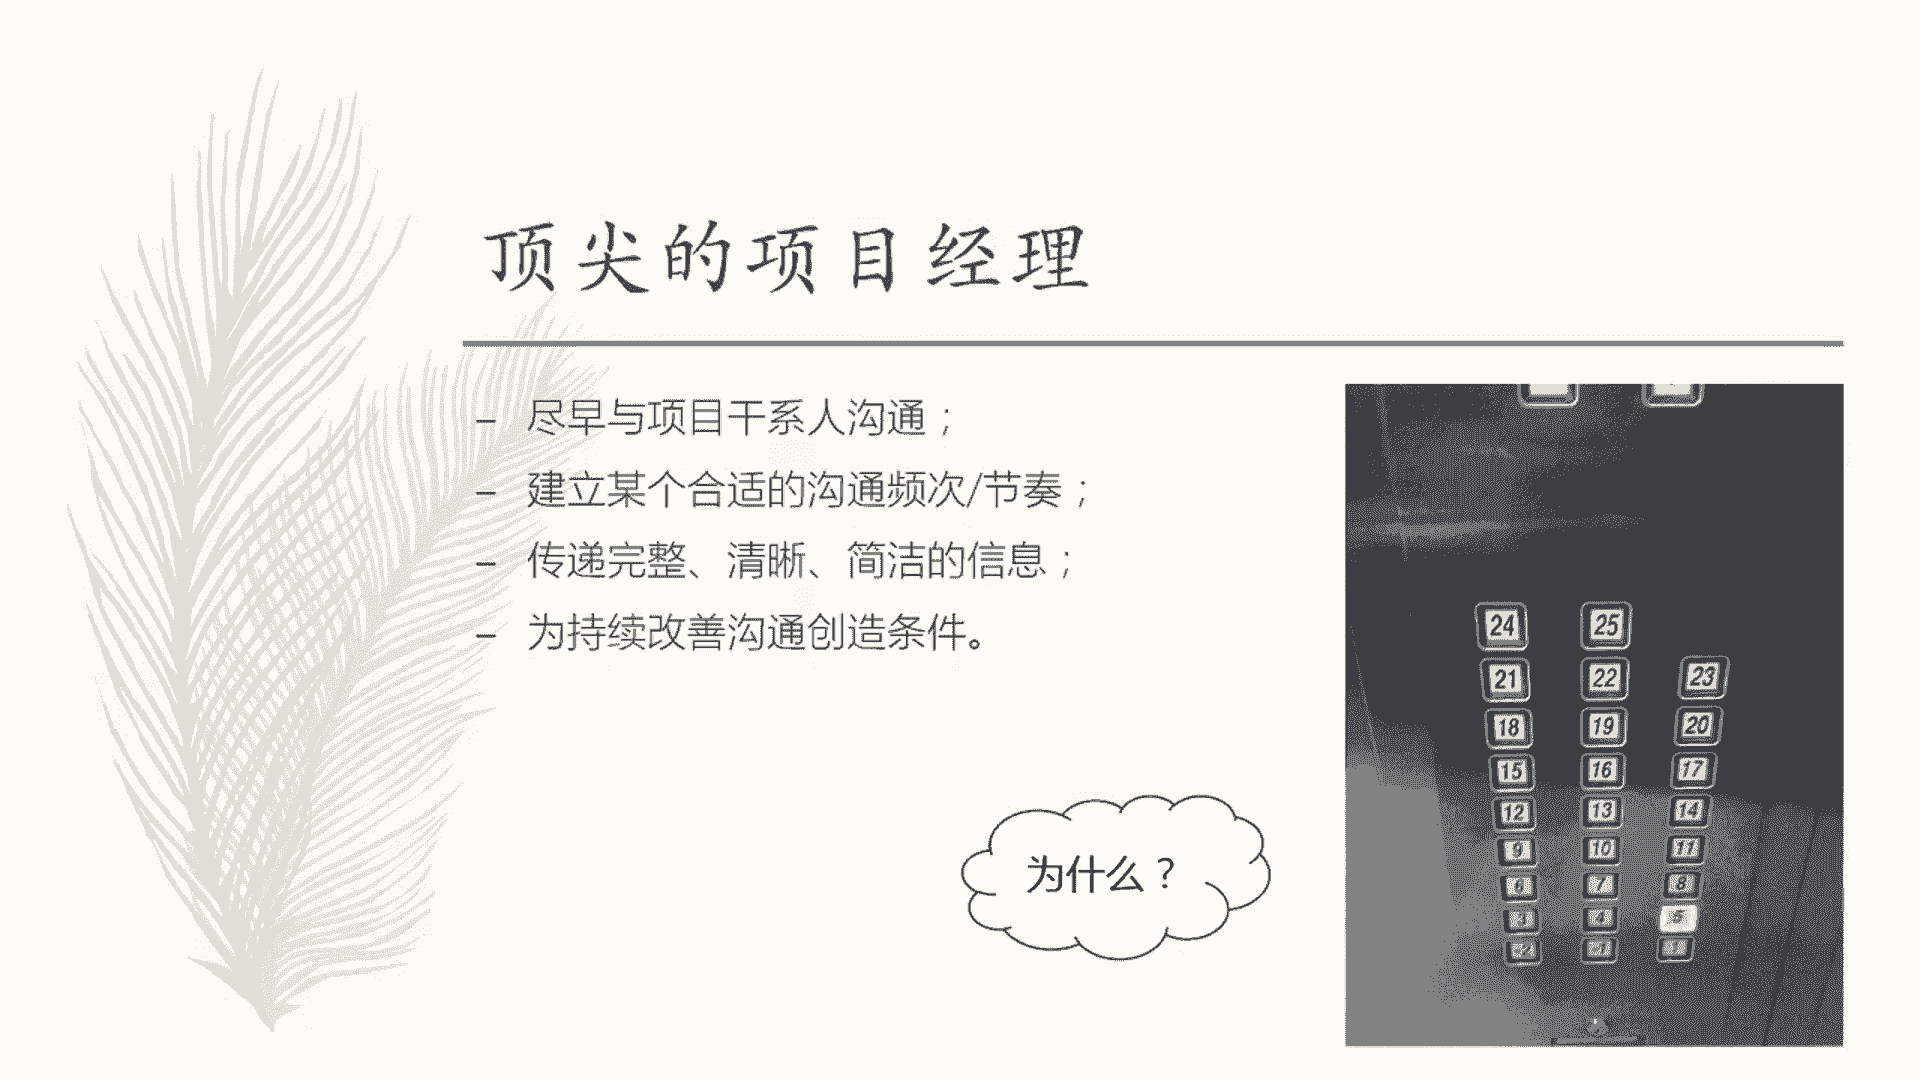 顶尖的项目经理
– 尽早与项目干系人沟通；
– 建立某个合适的沟通频次/节奏；
– 传递完整、清晰、简洁的信息；
– 为持续改善沟通创造条件。
为什么？
24 25
21 22 23
18 19 20
15 16 17
12 13 14
9 10 11
6 7 8
3 4 5
1